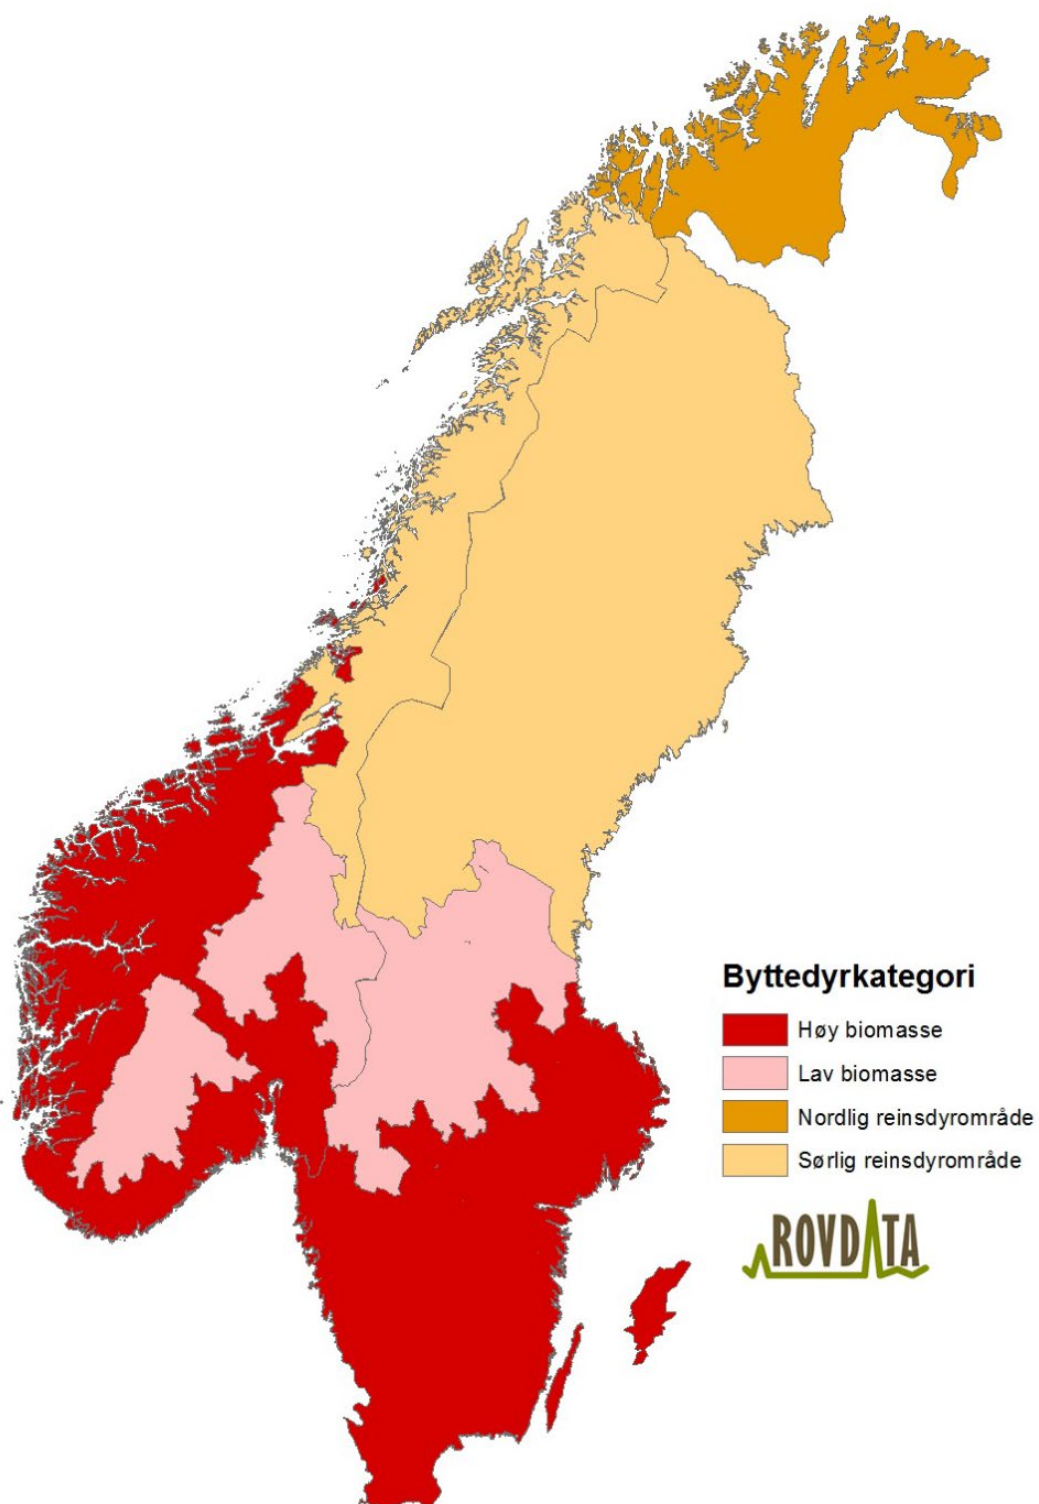 Byttedyrkategori
Høy biomasse
Lav biomasse
Nordlig reinsdyrområde
Sørlig reinsdyrområde
ROVDATA